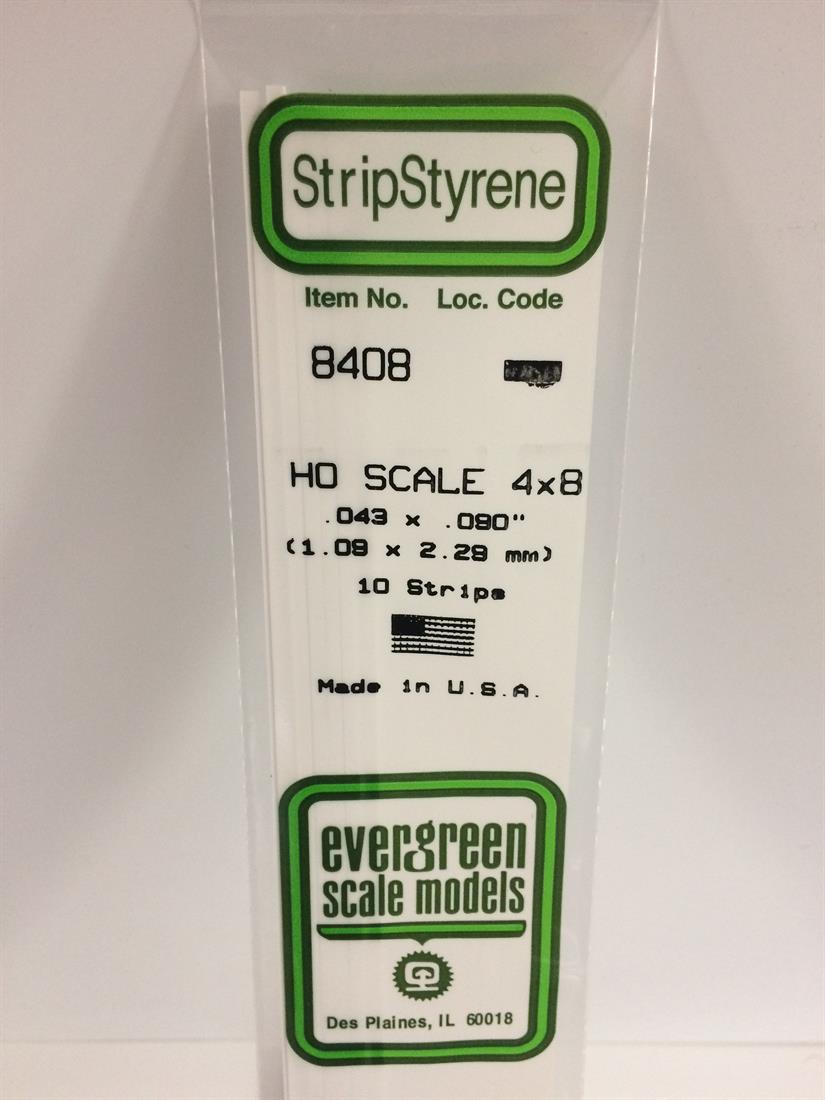 StripStyrene
Item No. Loc. Code
8408
HO SCALE 4x8
.043 x .090"
(1.09 x 2.29 mm)
10 Strips
Made in U.S.A.
evergreen
scale models
Des Plaines, IL 60018